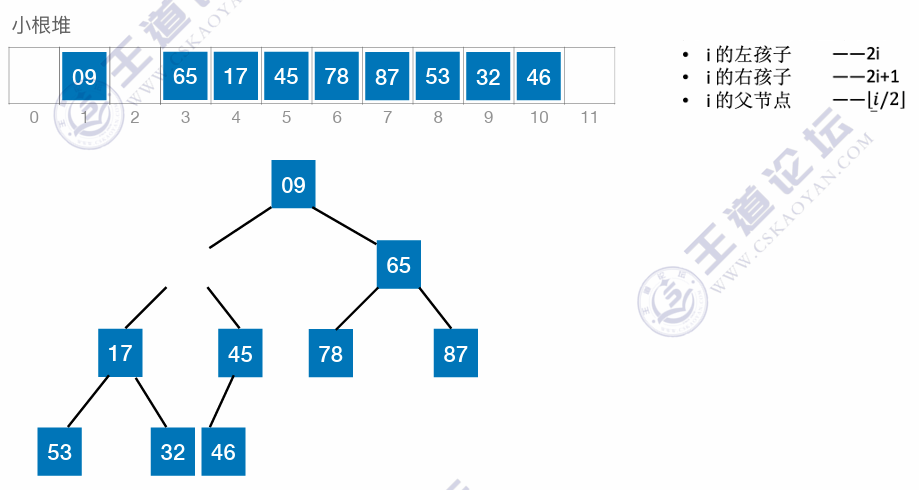 小根堆
09 65 17 45 78 87 53 32 46
0 1 2 3 4 5 6 7 8 9 10 11
• i 的左孩子 ——2i
• i 的右孩子 ——2i+1
• i 的父节点 ——⌊i/2⌋
09
65
17 45 78 87
53 32 46
王道论坛
WWW.CSKAOYAN.COM
王道论坛
WWW.CSKAOYAN.COM